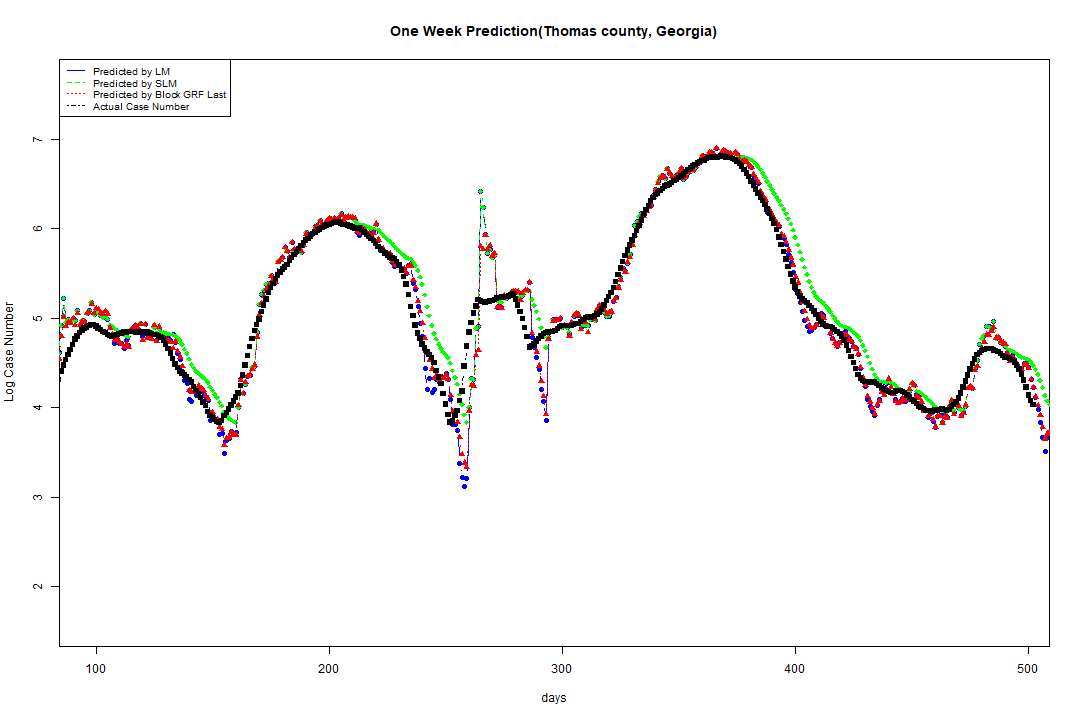 One Week Prediction(Thomas county, Georgia)
Predicted by LM
Predicted by SLM
Predicted by Block GRF Last
Actual Case Number
7
6
5
4
3
2
Log Case Number
100 200 300 400 500
days